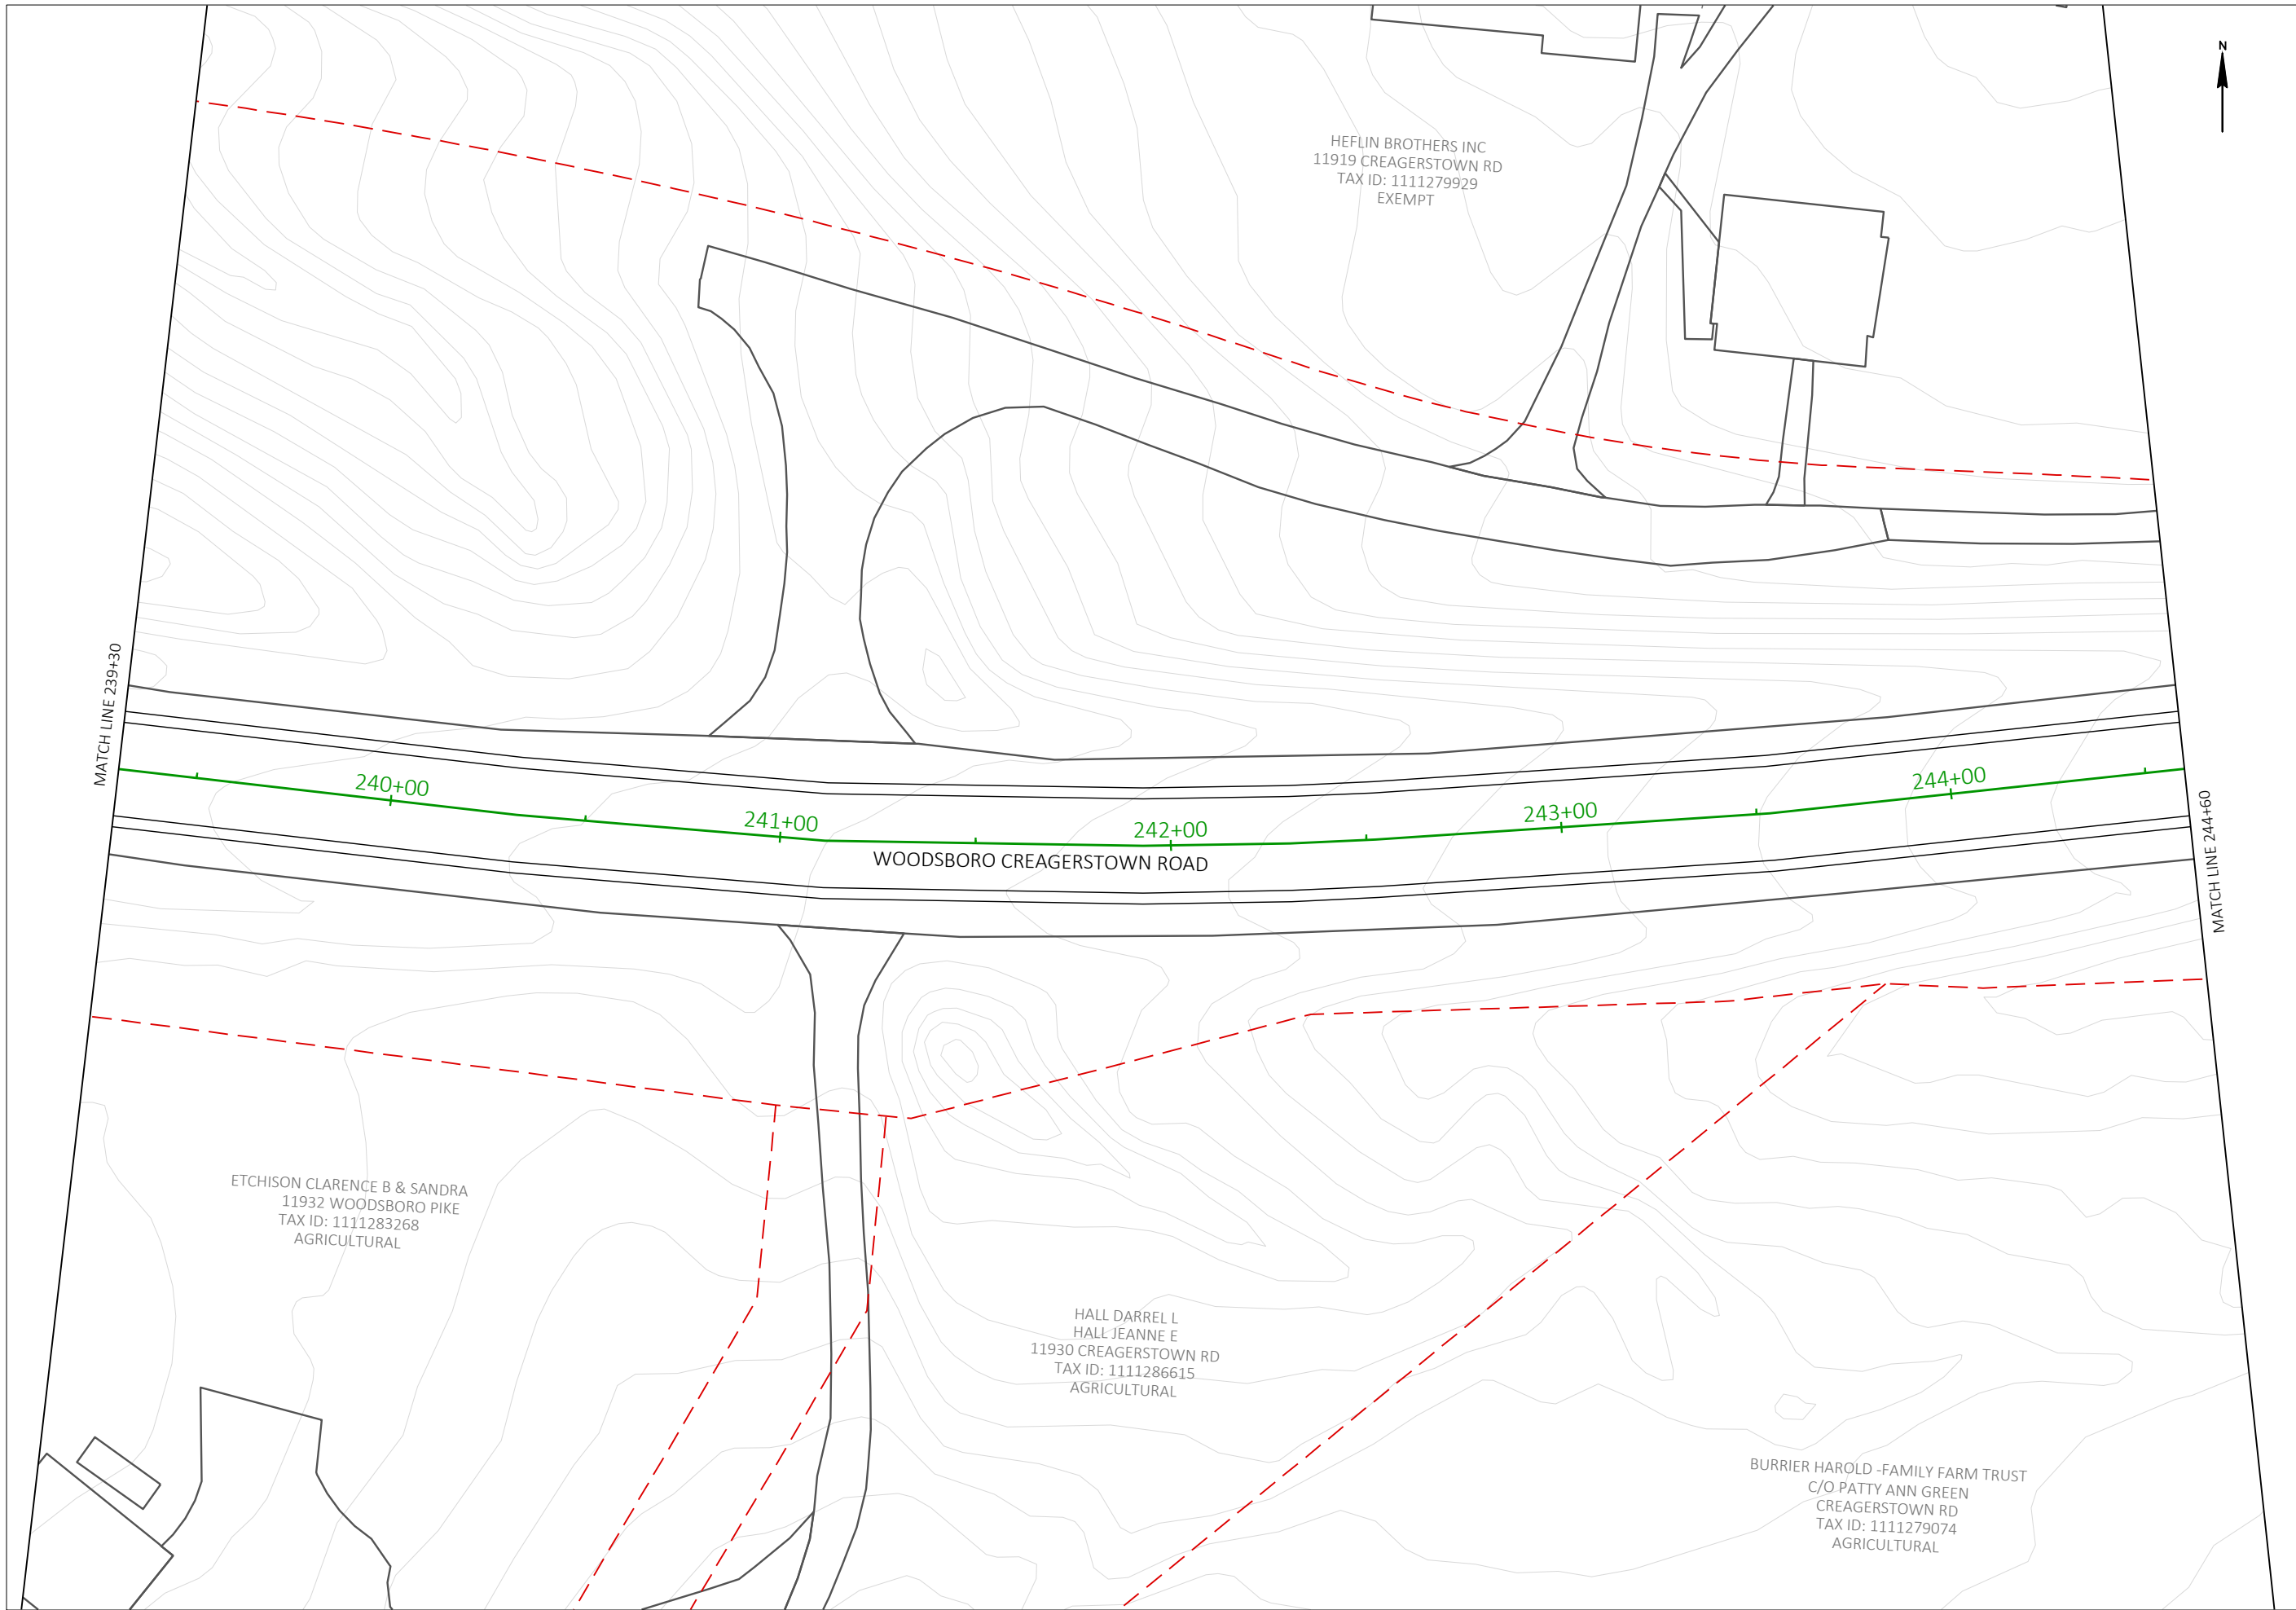 N
HEFLIN BROTHERS INC
11919 CREAGERSTOWN RD
TAX ID: 1111279929
EXEMPT
MATCH LINE 239+30
240+00
241+00
242+00
243+00
244+00
WOODSBORO CREAGERSTOWN ROAD
MATCH LINE 244+60
ETCHISON CLARENCE B & SANDRA
11932 WOODSBORO PIKE
TAX ID: 1111283268
AGRICULTURAL
HALL DARREL L
HALL JEANNE E
11930 CREAGERSTOWN RD
TAX ID: 1111286615
AGRICULTURAL
BURRIER HAROLD -FAMILY FARM TRUST
C/O PATTY ANN GREEN
CREAGERSTOWN RD
TAX ID: 1111279074
AGRICULTURAL